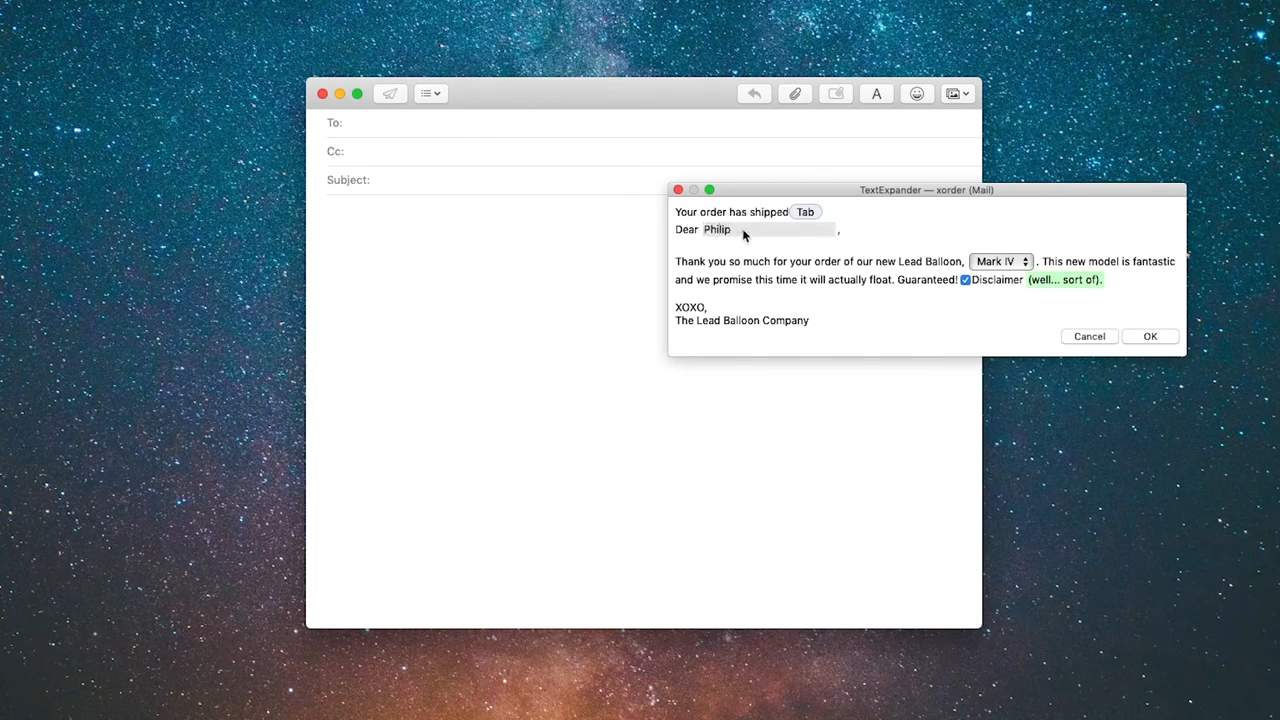 To:
Cc:
Subject:
TextExpander — xorder (Mail)
Your order has shipped Tab
Dear Philip ,
Thank you so much for your order of our new Lead Balloon, Mark IV . This new model is fantastic
and we promise this time it will actually float. Guaranteed! Disclaimer (well... sort of).
XOXO,
The Lead Balloon Company
Cancel OK